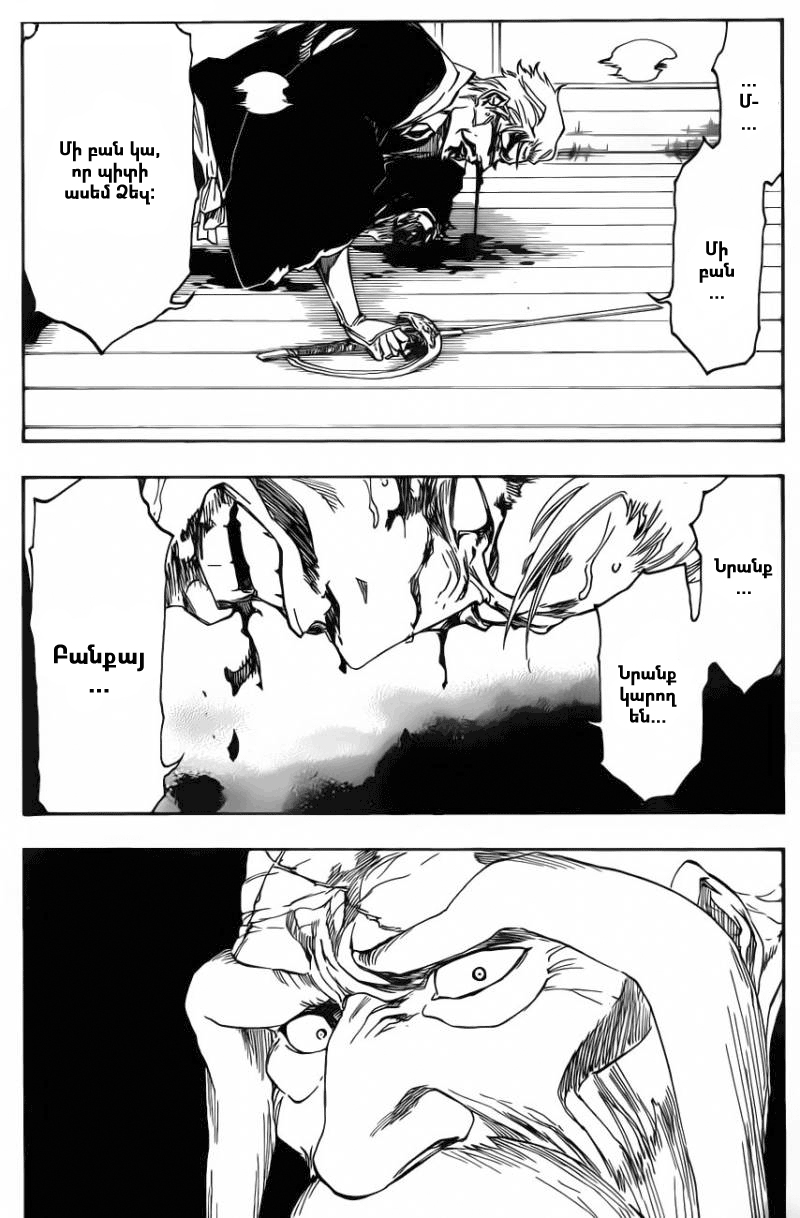 ...
Մ-
...
Մի
բան
...
Մի բան կա,
որ պիտի
ասեմ Ձեզ:
Նրանք
...
Նրանք
կարող
են...
Բանքայ
...